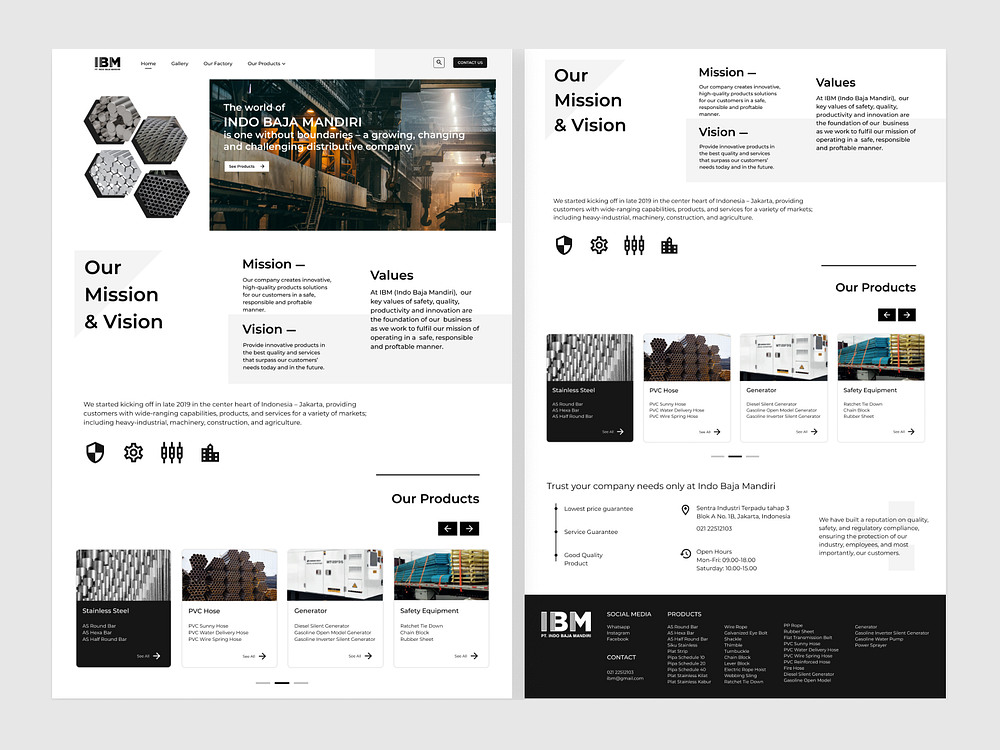 IBM
PT. INDO BAJA MANDIRI
Home
Gallery
Our Factory
Our Products
CONTACT US
The world of
INDO BAJA MANDIRI
is one without boundaries – a growing, changing
and challenging distributive company.
See Products
Our
Mission
& Vision
Mission —
Our company creates innovative,
high-quality products solutions
for our customers in a safe,
responsible and proftable
manner.
Vision —
Provide innovative products in
the best quality and services
that surpass our customers’
needs today and in the future.
Values
At IBM (Indo Baja Mandiri), our
key values of safety, quality,
productivity and innovation are
the foundation of our business
as we work to fulfil our mission of
operating in a safe, responsible
and proftable manner.
We started kicking off in late 2019 in the center heart of Indonesia – Jakarta, providing
customers with wide-ranging capabilities, products, and services for a variety of markets;
including heavy-industrial, machinery, construction, and agriculture.
Our Products
Stainless Steel
AS Round Bar
AS Hexa Bar
AS Half Round Bar
See All
PVC Hose
PVC Sunny Hose
PVC Water Delivery Hose
PVC Wire Spring Hose
See All
Generator
Diesel Silent Generator
Gasoline Open Model Generator
Gasoline Inverter Silent Generator
See All
Safety Equipment
Ratchet Tie Down
Chain Block
Rubber Sheet
See All
Our
Mission
& Vision
Mission —
Our company creates innovative,
high-quality products solutions
for our customers in a safe,
responsible and proftable
manner.
Vision —
Provide innovative products in
the best quality and services
that surpass our customers’
needs today and in the future.
Values
At IBM (Indo Baja Mandiri), our
key values of safety, quality,
productivity and innovation are
the foundation of our business
as we work to fulfil our mission of
operating in a safe, responsible
and proftable manner.
We started kicking off in late 2019 in the center heart of Indonesia – Jakarta, providing
customers with wide-ranging capabilities, products, and services for a variety of markets;
including heavy-industrial, machinery, construction, and agriculture.
Our Products
Stainless Steel
AS Round Bar
AS Hexa Bar
AS Half Round Bar
See All
PVC Hose
PVC Sunny Hose
PVC Water Delivery Hose
PVC Wire Spring Hose
See All
Generator
Diesel Silent Generator
Gasoline Open Model Generator
Gasoline Inverter Silent Generator
See All
Safety Equipment
Ratchet Tie Down
Chain Block
Rubber Sheet
See All
Trust your company needs only at Indo Baja Mandiri
Lowest price guarantee
Service Guarantee
Good Quality
Product
Sentra Industri Terpadu tahap 3
Blok A No. 1B, Jakarta, Indonesia
021 22512103
Open Hours
Mon-Fri: 09.00-18.00
Saturday: 10.00-15.00
We have built a reputation on quality,
safety, and regulatory compliance,
ensuring the protection of our
industry, employees, and most
importantly, our customers.
IBM
PT. INDO BAJA MANDIRI
SOCIAL MEDIA
Whatsapp
Instagram
Facebook
CONTACT
021 22512103
ibm@gmail.com
PRODUCTS
AS Round Bar
AS Hexa Bar
AS Half Round Bar
Siku Stainless
Plat Strip
Pipa Schedule 10
Pipa Schedule 20
Pipa Schedule 40
Plat Stainless Kilat
Plat Stainless Kabur
Wire Rope
Galvanized Eye Bolt
Shackle
Thimble
Turnbuckle
Chain Block
Lever Block
Electric Rope Hoist
Webbing Sling
Ratchet Tie Down
PP Rope
Rubber Sheet
Flat Transmission Belt
PVC Sunny Hose
PVC Water Delivery Hose
PVC Wire Spring Hose
PVC Reinforced Hose
Fire Hose
Diesel Silent Generator
Gasoline Open Model
Generator
Gasoline Inverter Silent Generator
Gasoline Water Pump
Power Sprayer